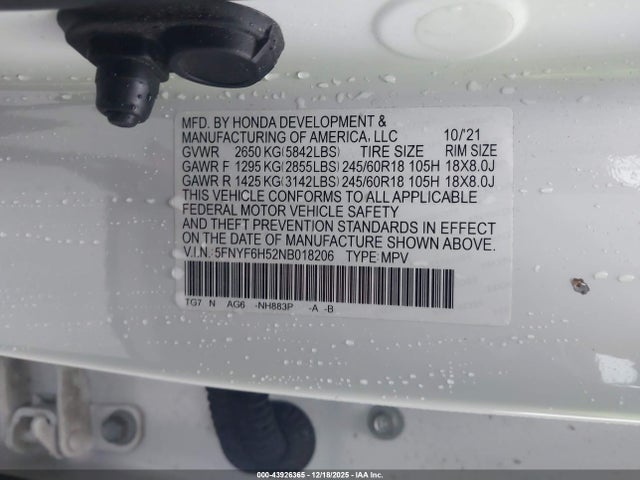 MFD. BY HONDA DEVELOPMENT &
MANUFACTURING OF AMERICA, LLC 10/'21
GVWR 2650 KG(5842LBS) TIRE SIZE RIM SIZE
GAWR F 1295 KG(2855LBS) 245/60R18 105H 18X8.0J
GAWR R 1425 KG(3142LBS) 245/60R18 105H 18X8.0J
THIS VEHICLE CONFORMS TO ALL APPLICABLE
FEDERAL MOTOR VEHICLE SAFETY
AND THEFT PREVENTION STANDARDS IN EFFECT
ON THE DATE OF MANUFACTURE SHOWN ABOVE.
V.I.N.: 5FNYF6H52NB018206 TYPE: MPV
TG7 N AG6 -NH883P -A -B
000-43926365 - 12/18/2025 - IAA Inc.